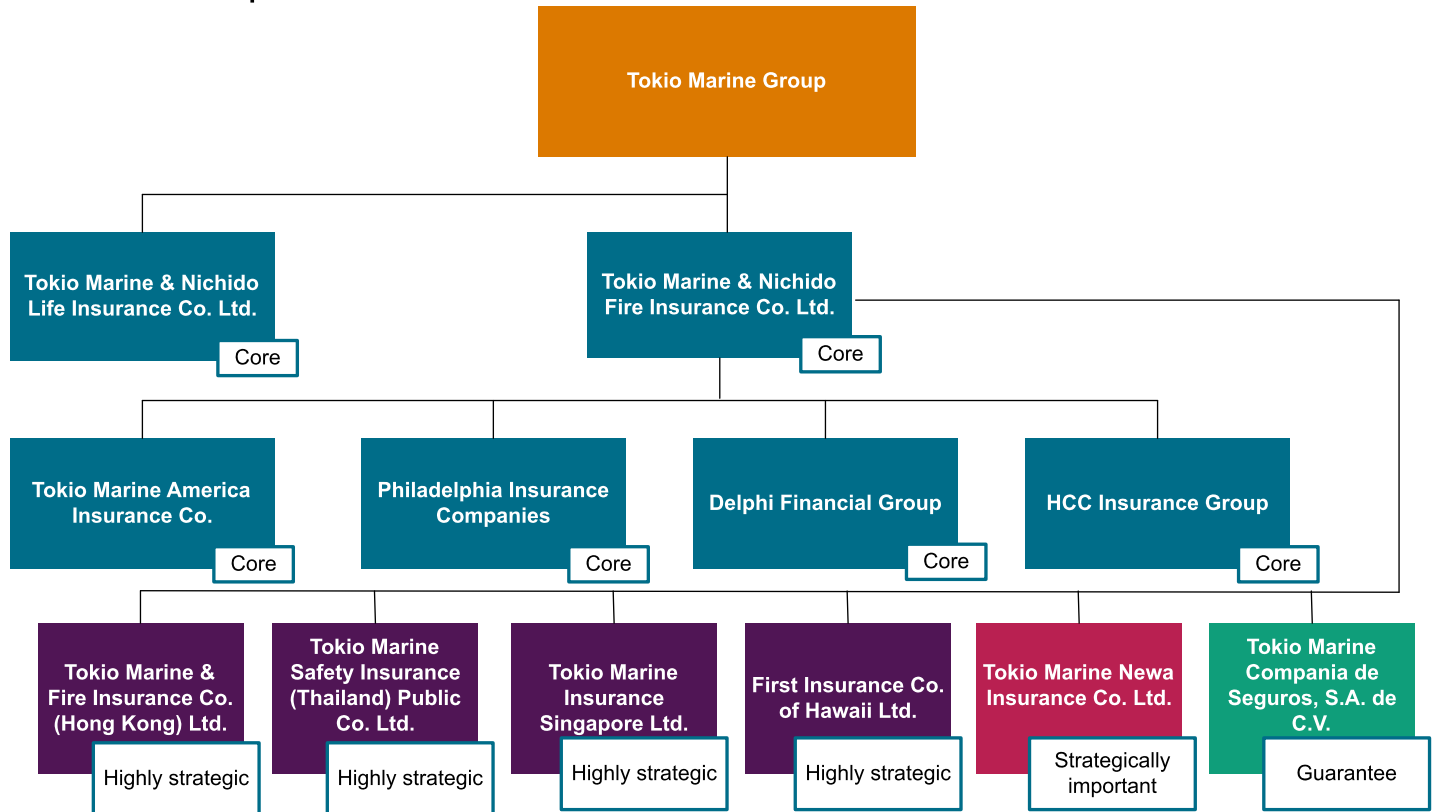 Tokio Marine Group
Tokio Marine & Nichido
Life Insurance Co. Ltd.
Core
Tokio Marine & Nichido
Fire Insurance Co. Ltd.
Core
Tokio Marine America
Insurance Co.
Core
Philadelphia Insurance
Companies
Core
Delphi Financial Group
Core
HCC Insurance Group
Core
Tokio Marine &
Fire Insurance Co.
(Hong Kong) Ltd.
Highly strategic
Tokio Marine
Safety Insurance
(Thailand) Public
Co. Ltd.
Highly strategic
Tokio Marine
Insurance
Singapore Ltd.
Highly strategic
First Insurance Co.
of Hawaii Ltd.
Highly strategic
Tokio Marine Newa
Insurance Co. Ltd.
Strategically
important
Tokio Marine
Compania de
Seguros, S.A. de
C.V.
Guarantee